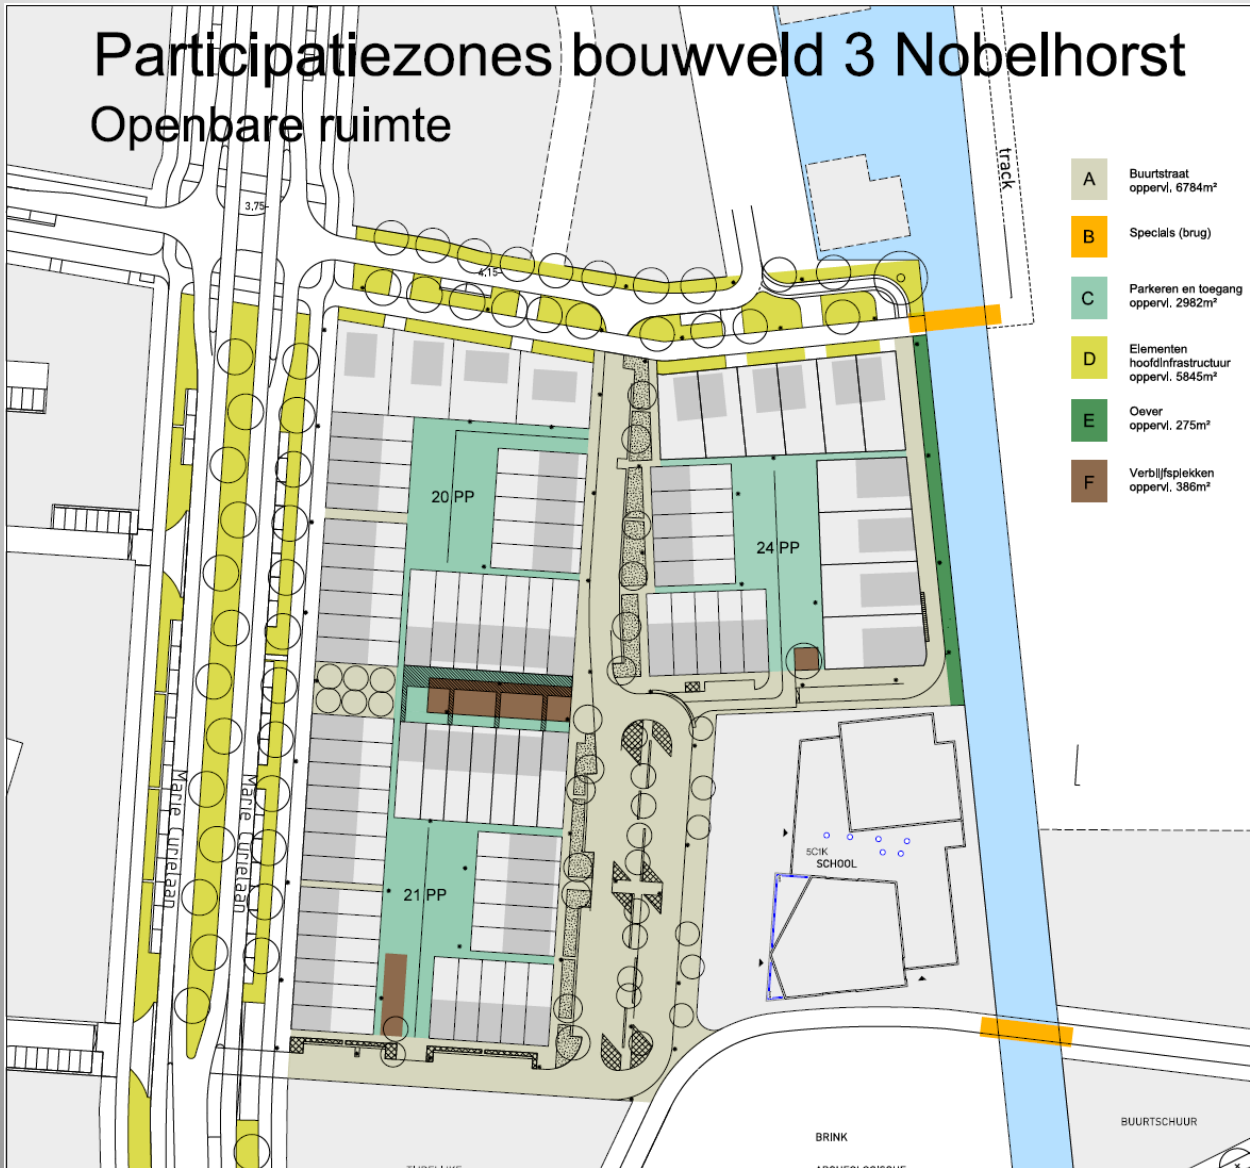 Participatiezones bouwveld 3 Nobelhorst
Openbare ruimte
track
3,75
4,15
A
Buurtstraat
oppervl. 6784m²
B
Specials (brug)
C
Parkeren en toegang
oppervl. 2982m²
D
Elementen
hoofdinfrastructuur
oppervl. 5845m²
E
Oever
oppervl. 275m²
F
Verblijfsplekken
oppervl. 386m²
20 PP
24 PP
21 PP
Marie Curielaan
Marie Curielaan
SCHOOL
BRINK
BUURTSCHUUR